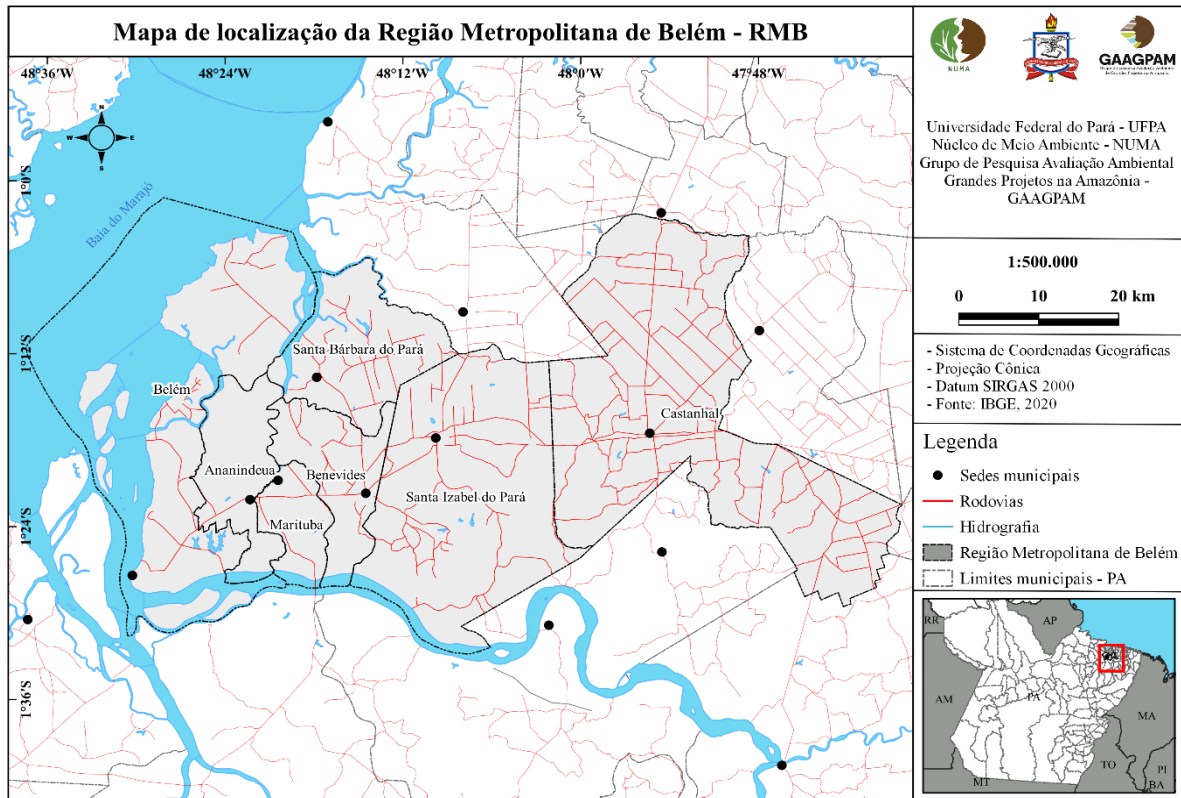 Mapa de localização da Região Metropolitana de Belém - RMB
48°36'W
48°24'W
48°12'W
48°0'W
47°48'W
N
W
E
S
1°0'S
1°12'S
1°24'S
1°36'S
Baía do Marajó
Santa Bárbara do Pará
Belém
Castanhal
Ananindeua
Benevides
Santa Izabel do Pará
Marituba
NUMA
GAAGPAM
Universidade Federal do Pará - UFPA
Núcleo de Meio Ambiente - NUMA
Grupo de Pesquisa Avaliação Ambiental
Grandes Projetos na Amazônia -
GAAGPAM
1:500.000
0 10 20 km
- Sistema de Coordenadas Geográficas
- Projeção Cônica
- Datum SIRGAS 2000
- Fonte: IBGE, 2020
Legenda
Sedes municipais
Rodovias
Hidrografia
Região Metropolitana de Belém
Limites municipais - PA
RR
AP
AM
PA
MA
TO
PI
BA
MT